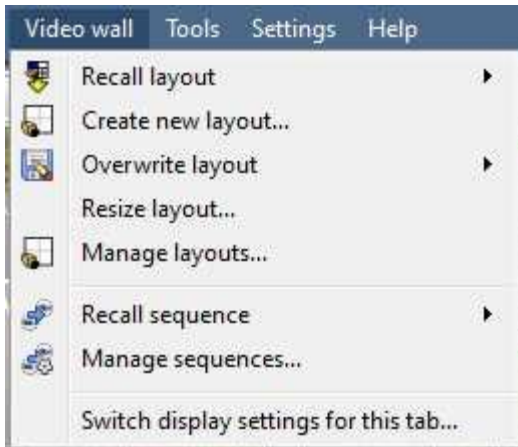 Video wall Tools Settings Help
Recall layout
Create new layout...
Overwrite layout
Resize layout...
Manage layouts...
Recall sequence
Manage sequences...
Switch display settings for this tab...